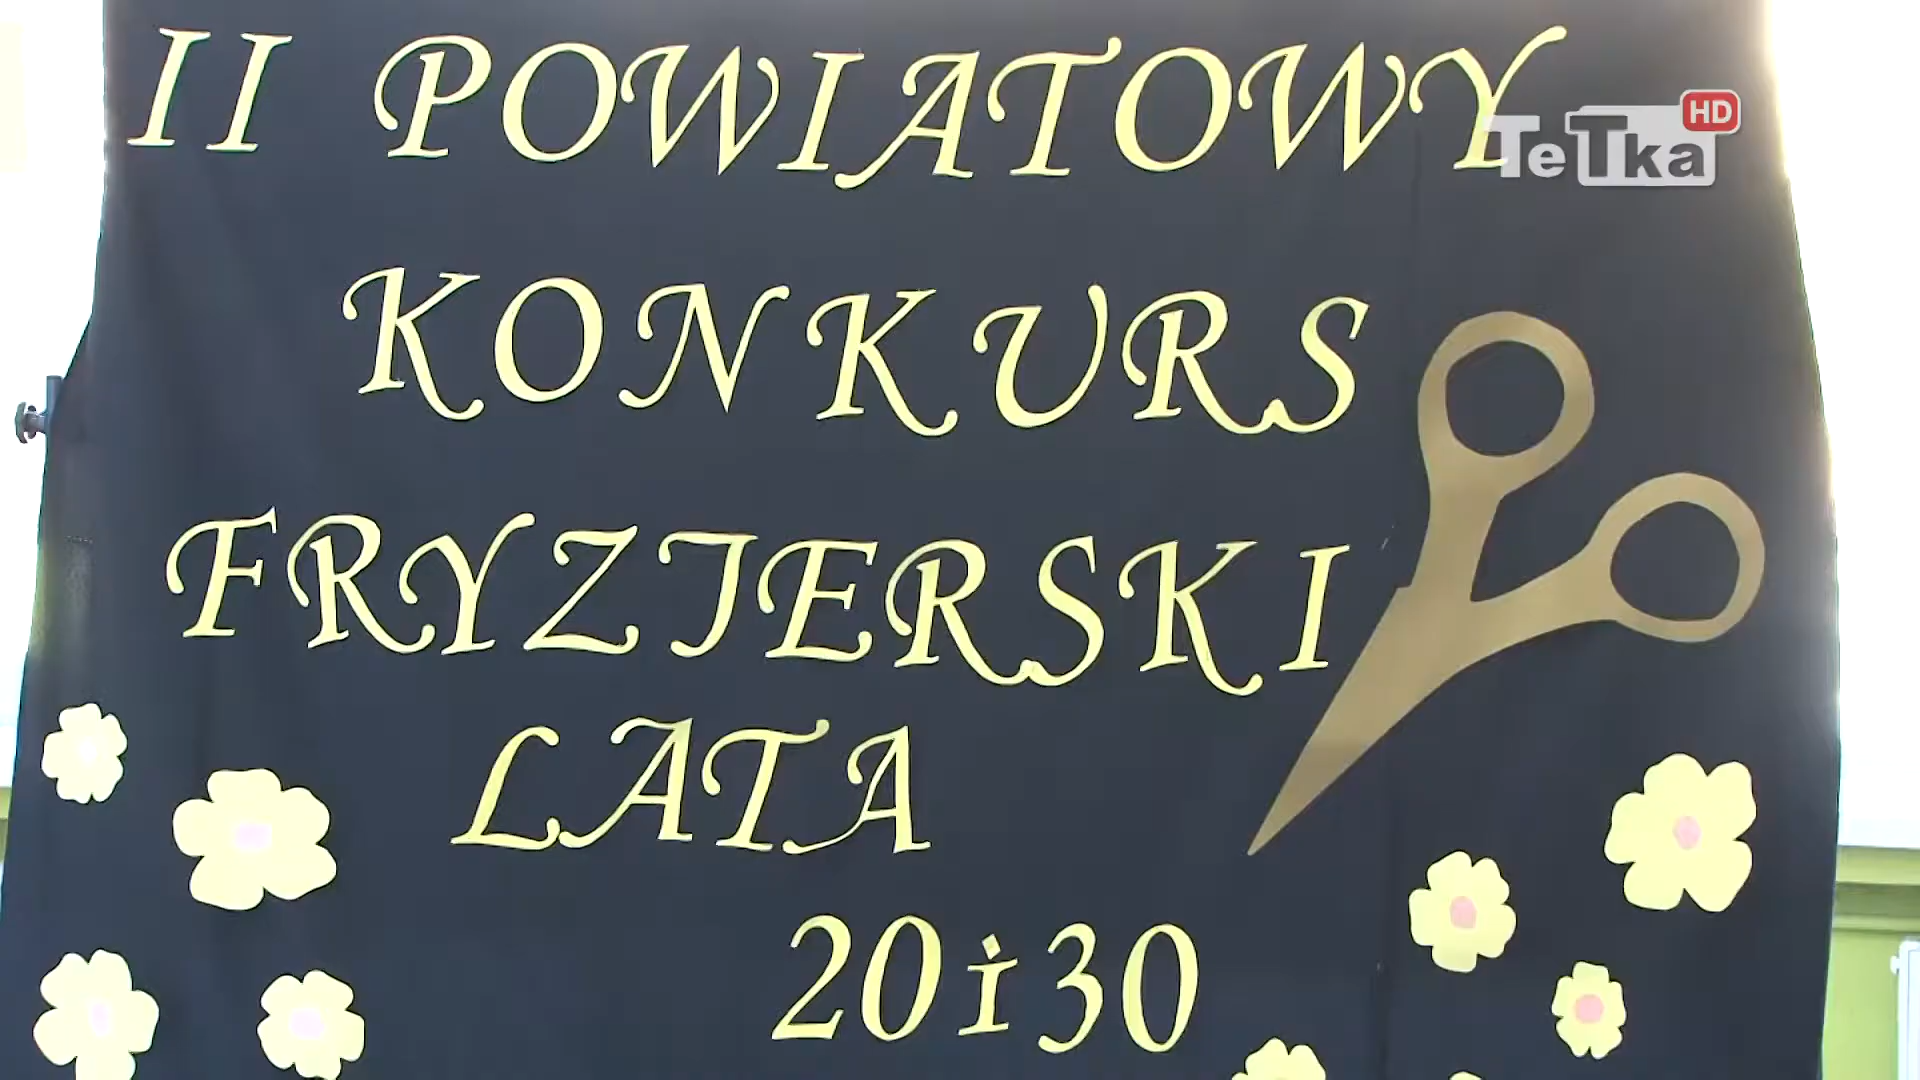 II POWIATOWY
TeTka HD
KONKURS
FRYZJERSKI
LATA
20 i 30